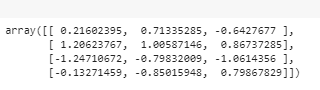 array([[ 0.21602395,  0.71335285, -0.6427677 ],
       [ 1.20623767,  1.00587146,  0.86737285],
       [-1.24710672, -0.79832009, -1.0614356 ],
       [-0.13271459, -0.85015948,  0.79867829]])